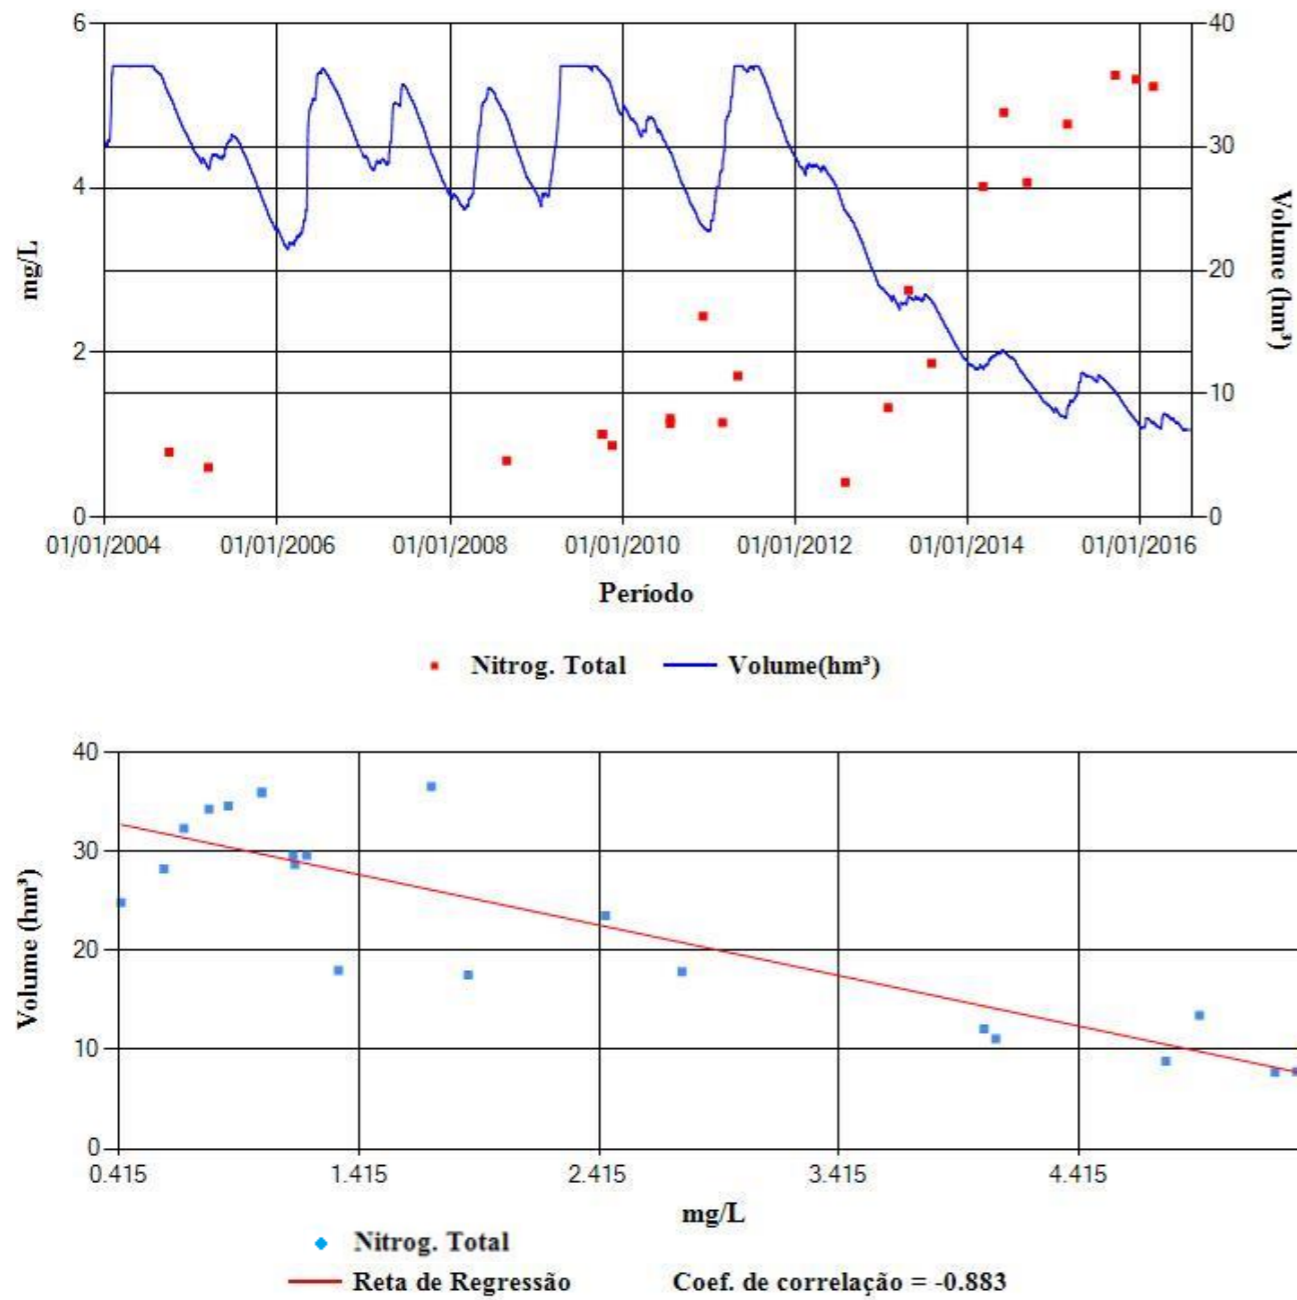 6
4
2
0
mg/L
40
30
20
10
0
Volume (hm³)
01/01/2004 01/01/2006 01/01/2008 01/01/2010 01/01/2012 01/01/2014 01/01/2016
Período
Nitrog. Total Volume(hm³)
40
30
20
10
0
Volume (hm³)
0.415 1.415 2.415 3.415 4.415
mg/L
Nitrog. Total
Reta de Regressão Coef. de correlação = -0.883